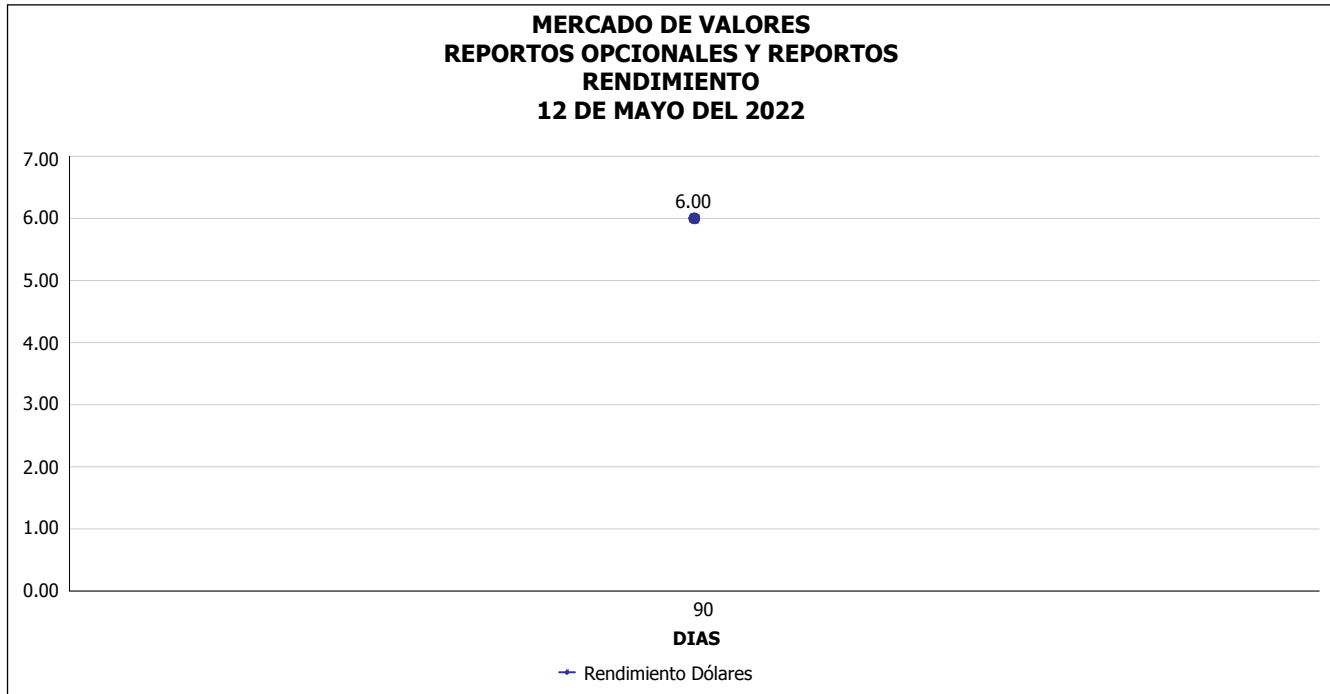 MERCADO DE VALORES
REPORTOS OPCIONALES Y REPORTOS
RENDIMIENTO
12 DE MAYO DEL 2022
7.00
6.00
6.00
5.00
4.00
3.00
2.00
1.00
0.00
90
DIAS
Rendimiento Dólares